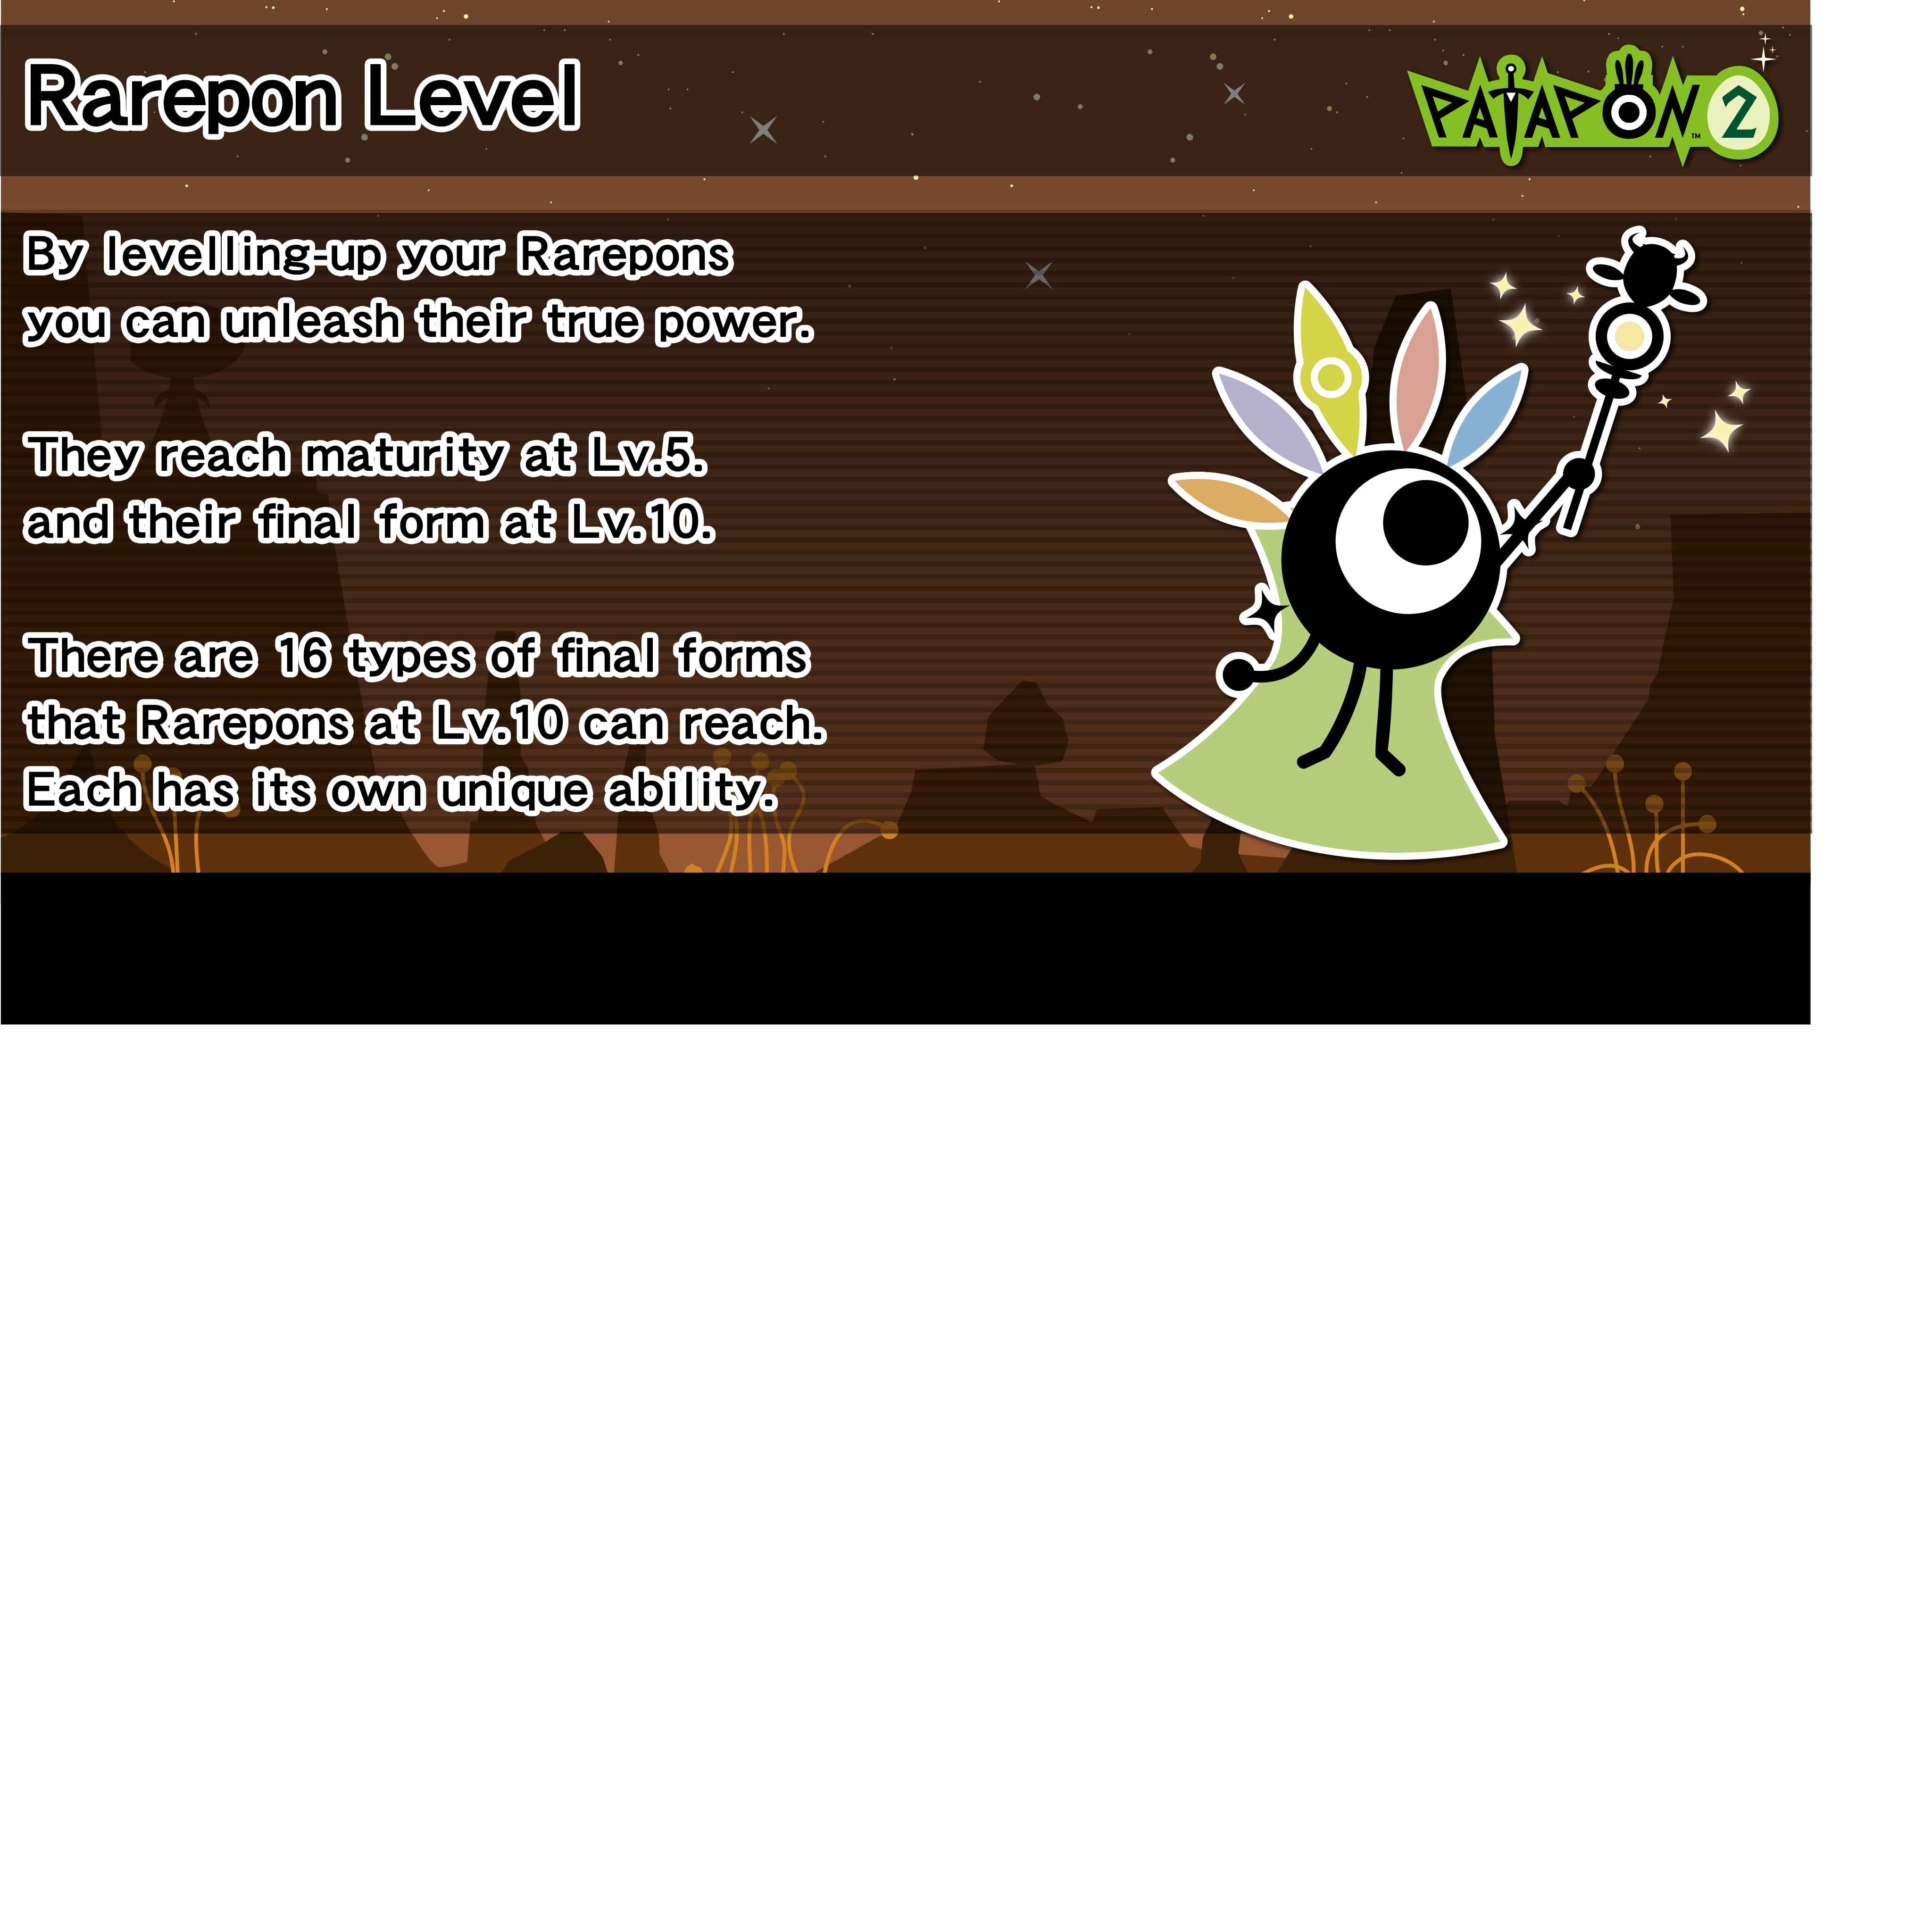 Rarepon Level
PATAPON™ 2
By levelling-up your Rarepons
you can unleash their true power.
They reach maturity at Lv.5.
and their final form at Lv.10.
There are 16 types of final forms
that Rarepons at Lv.10 can reach.
Each has its own unique ability.